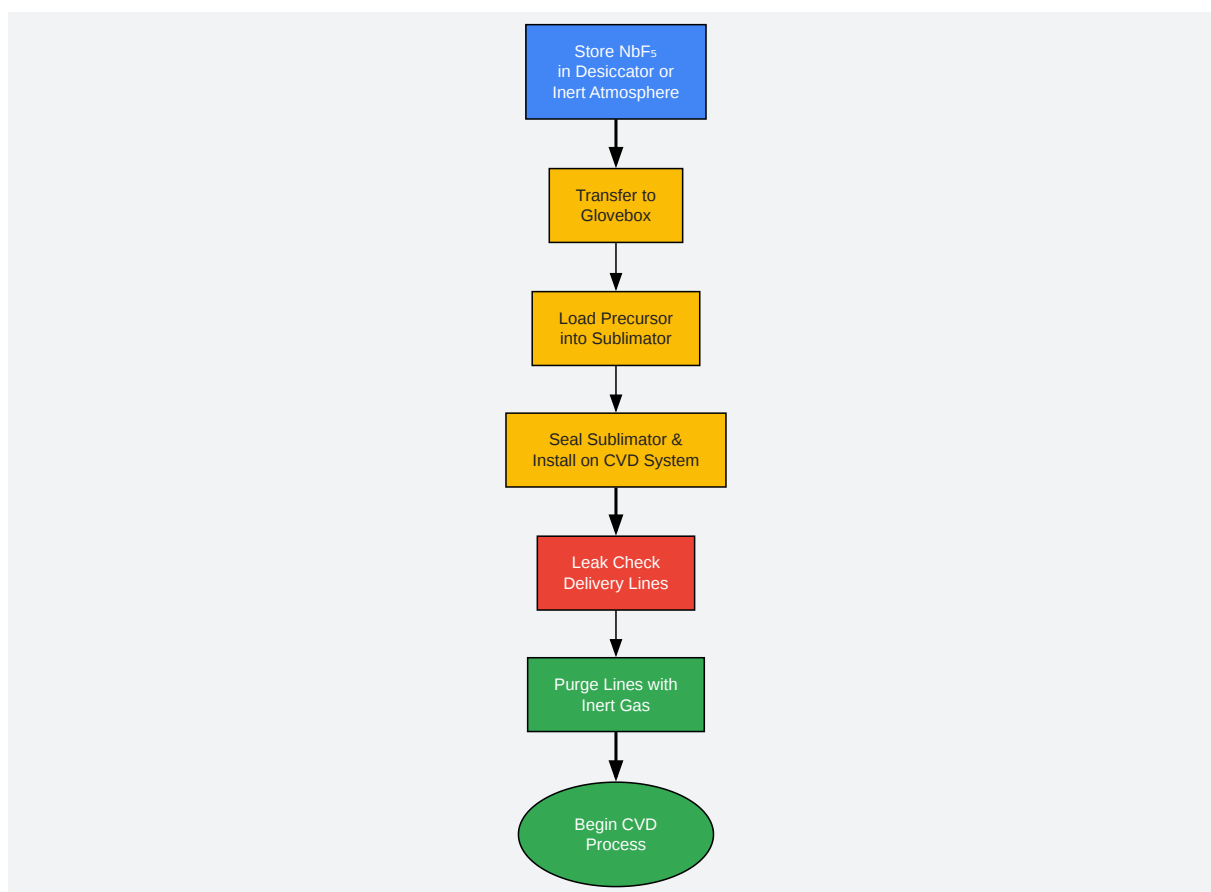 Store NbF₅
in Desiccator or
Inert Atmosphere
Transfer to
Glovebox
Load Precursor
into Sublimator
Seal Sublimator &
Install on CVD System
Leak Check
Delivery Lines
Purge Lines with
Inert Gas
Begin CVD
Process